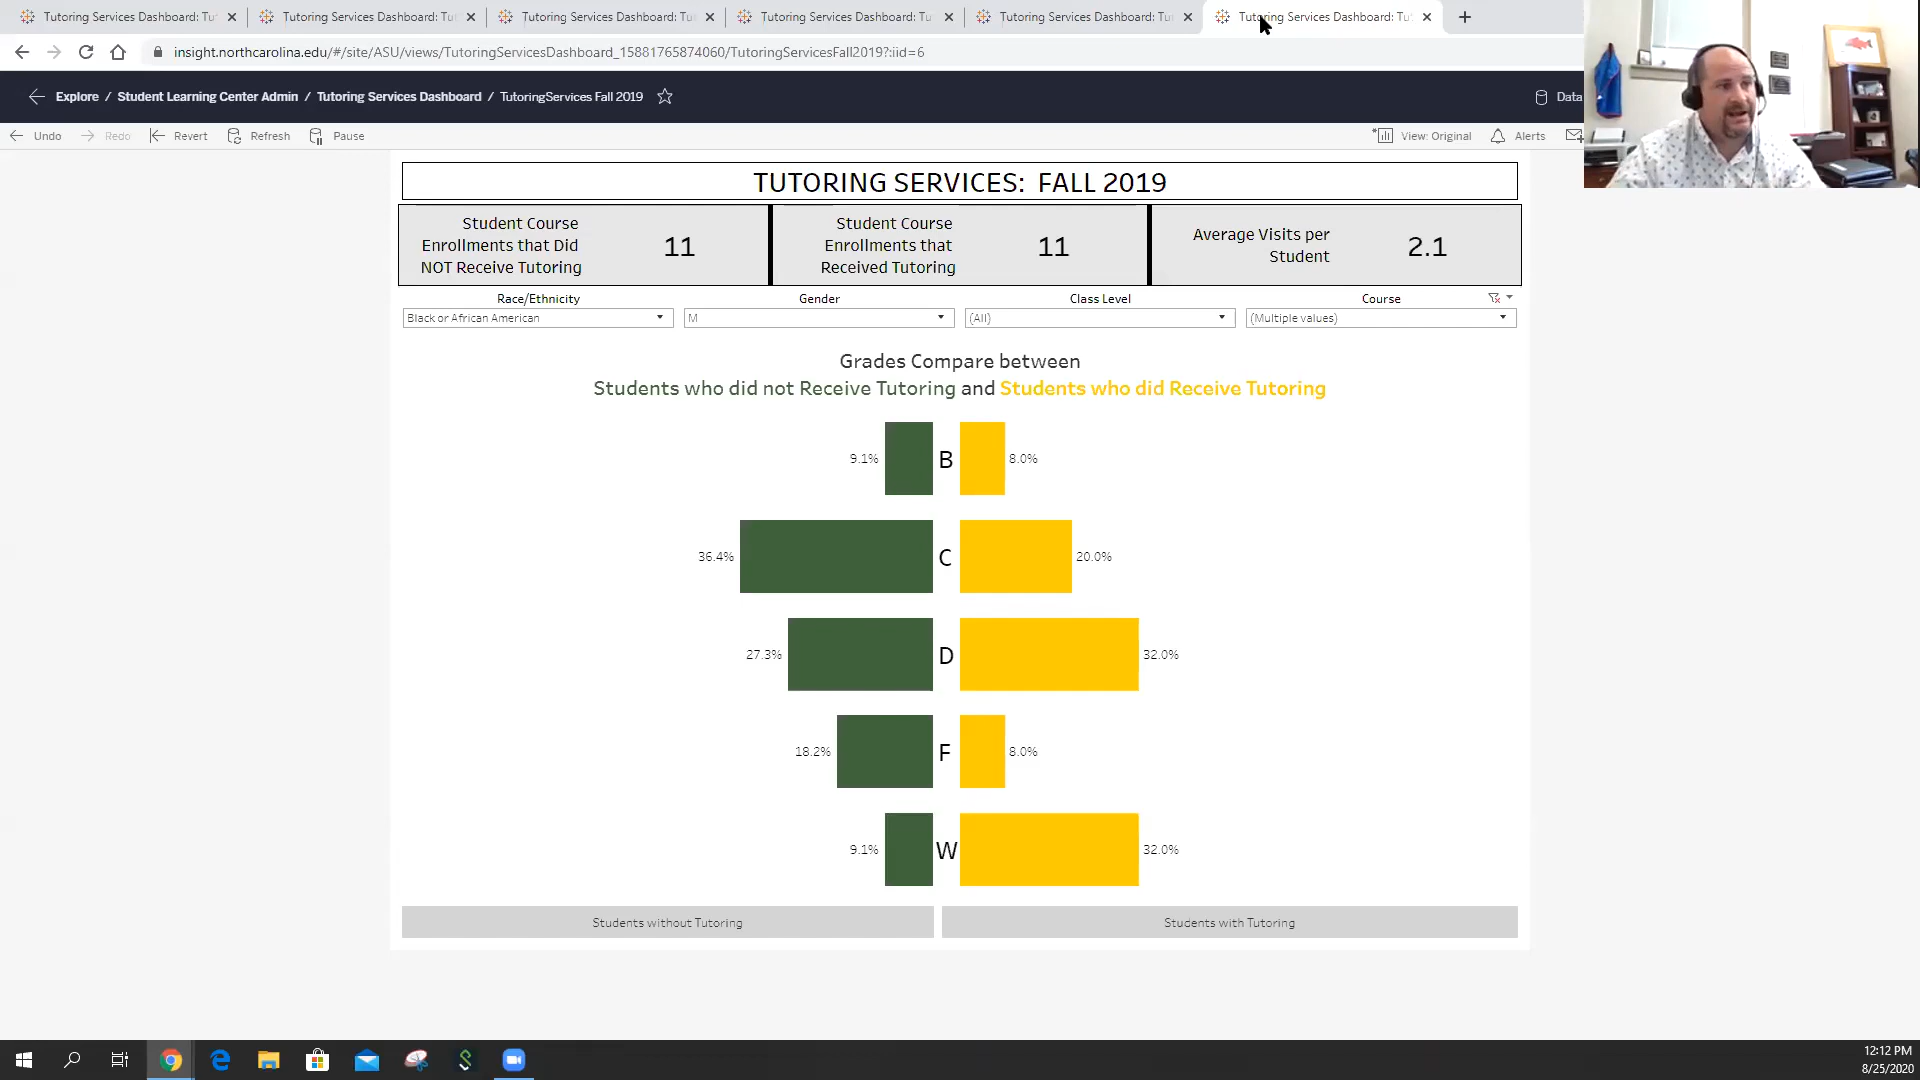 Tutoring Services Dashboard: Tu
Tutoring Services Dashboard: Tu
Tutoring Services Dashboard: Tu
Tutoring Services Dashboard: Tu
Tutoring Services Dashboard: Tu
Tutoring Services Dashboard: Tu
insight.northcarolina.edu/#/site/ASU/views/TutoringServicesDashboard_15881765874060/TutoringServicesFall2019?:iid=6
Explore / Student Learning Center Admin / Tutoring Services Dashboard / TutoringServices Fall 2019
Data
Undo Redo Revert Refresh Pause
View: Original Alerts
TUTORING SERVICES: FALL 2019
Student Course
Enrollments that Did
NOT Receive Tutoring
11
Student Course
Enrollments that
Received Tutoring
11
Average Visits per
Student
2.1
Race/Ethnicity
Gender
Class Level
Course
Black or African American
M
(All)
(Multiple values)
Grades Compare between
Students who did not Receive Tutoring and Students who did Receive Tutoring
9.1% B 8.0%
36.4% C 20.0%
27.3% D 32.0%
18.2% F 8.0%
9.1% W 32.0%
Students without Tutoring
Students with Tutoring
12:12 PM
8/25/2020